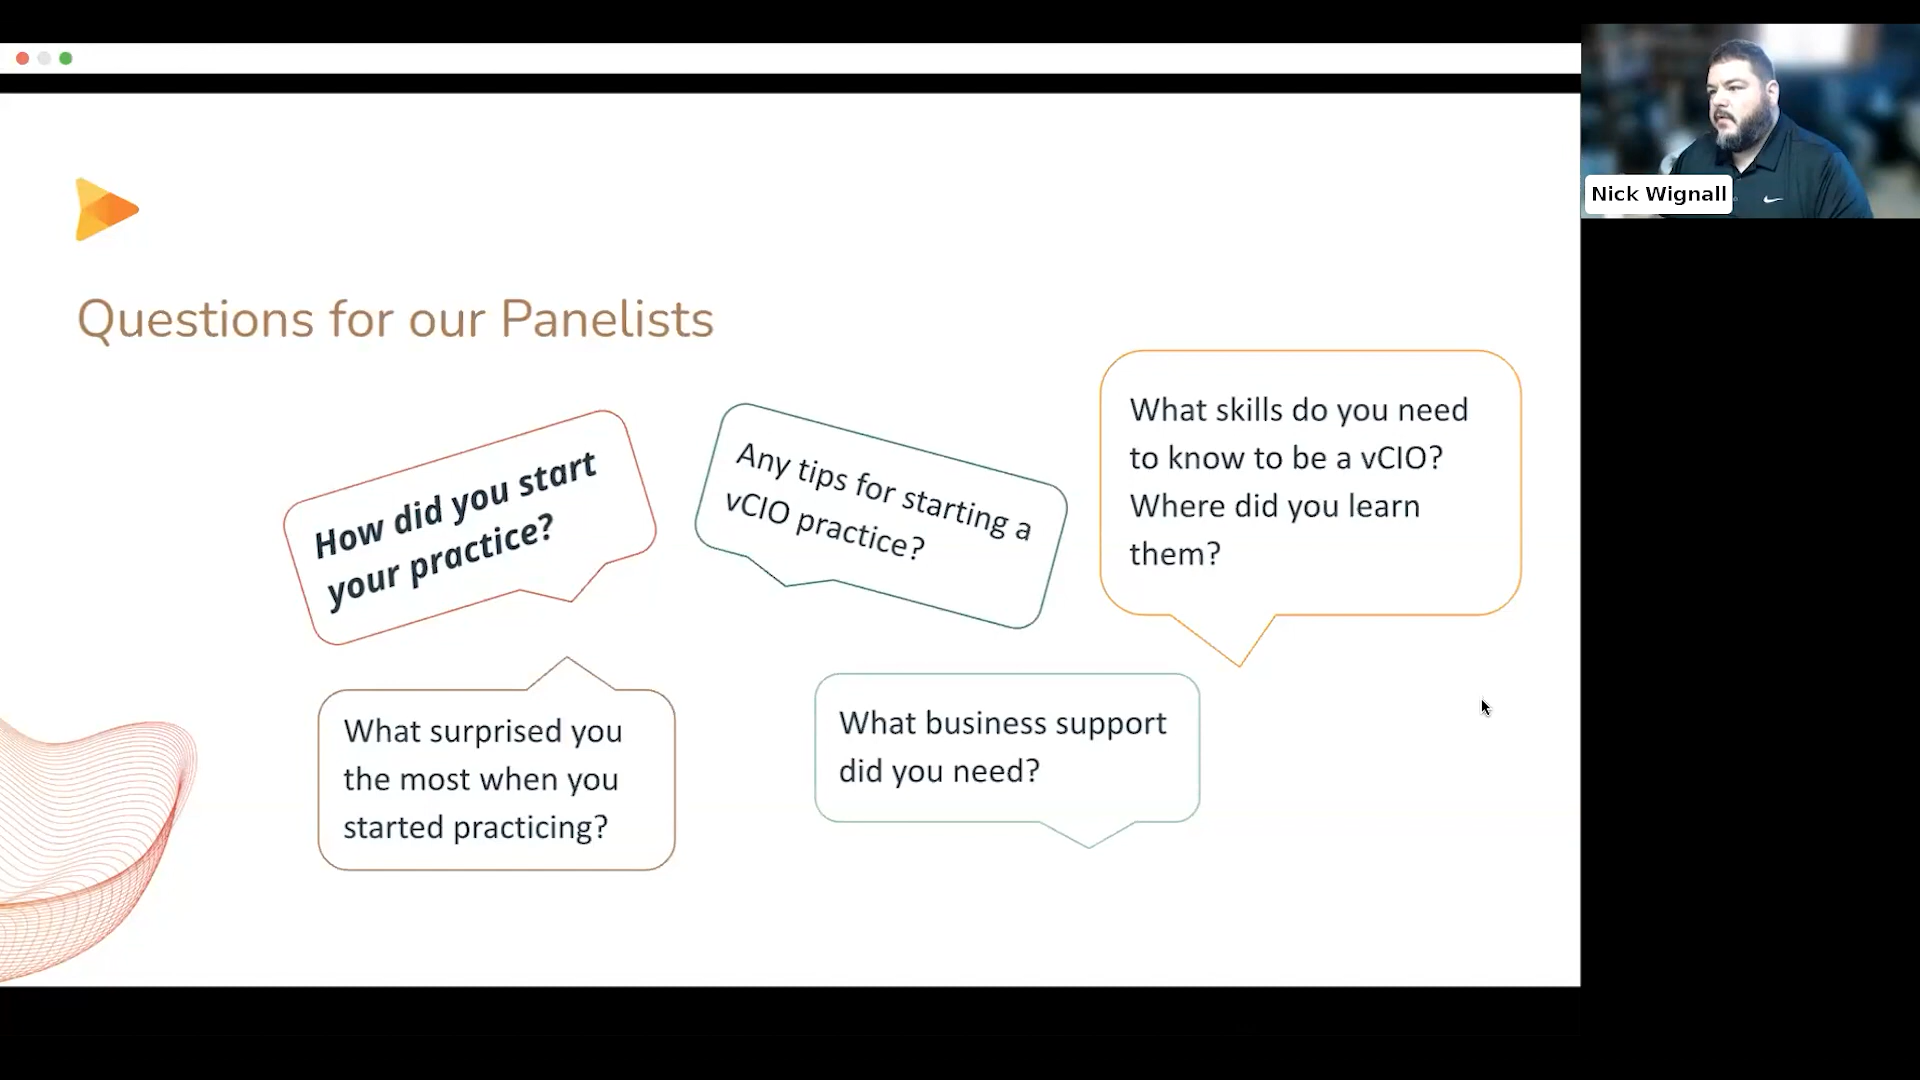 Nick Wignall
Questions for our Panelists
How did you start
your practice?
Any tips for starting a
vCIO practice?
What skills do you need
to know to be a vCIO?
Where did you learn
them?
What surprised you
the most when you
started practicing?
What business support
did you need?